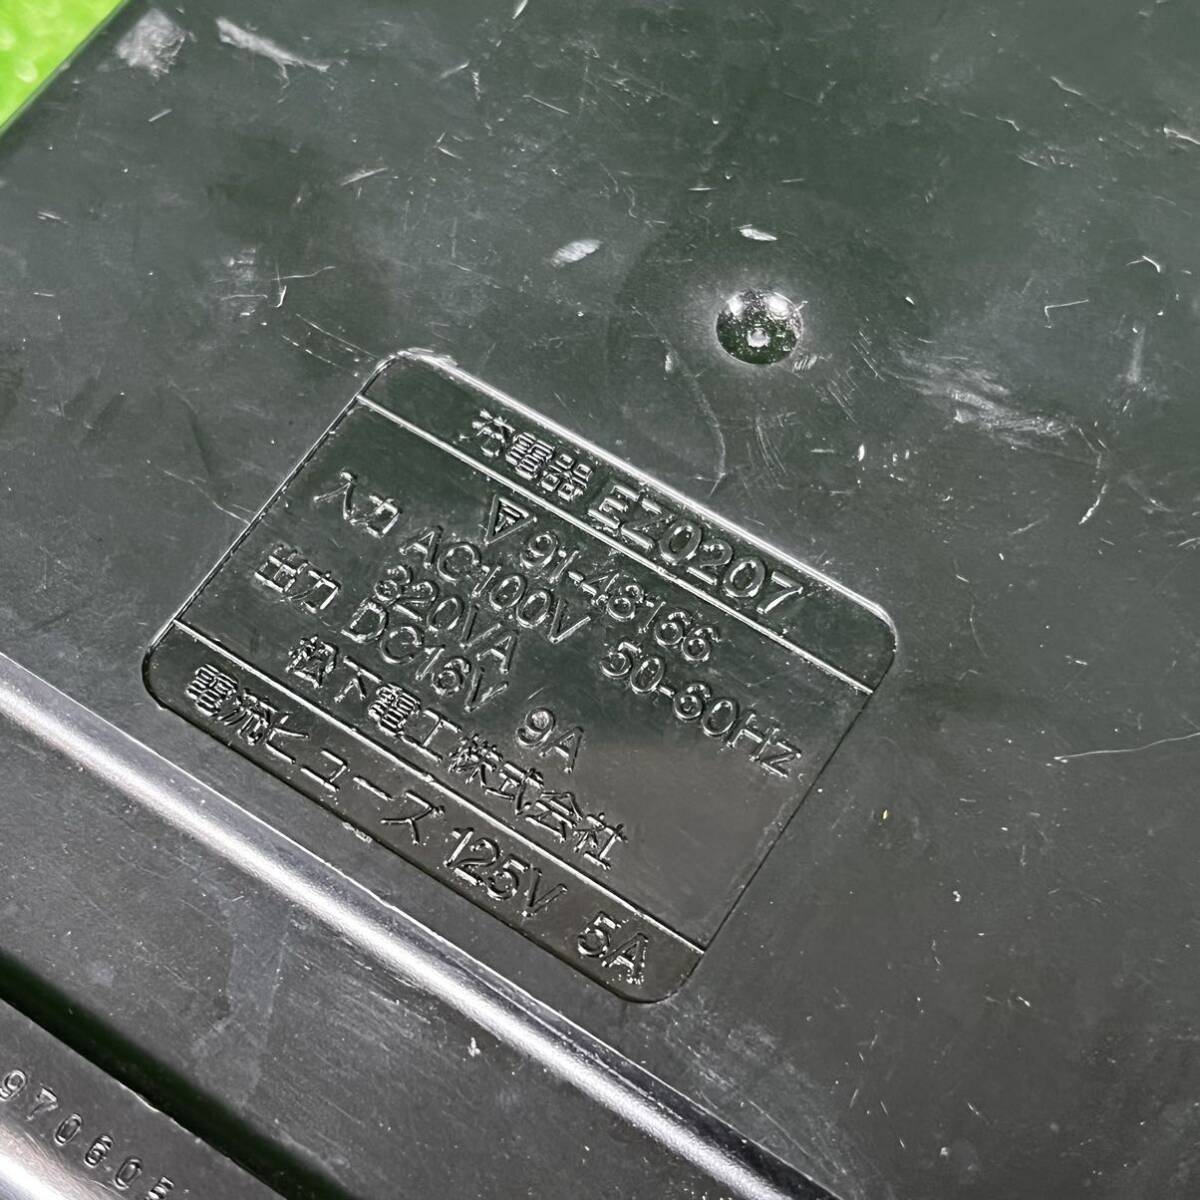 充電器 EZ0207
91-48166
入力 AC100V 50-60Hz
320VA
出力 DC16V 9A
松下電工株式会社
電流ヒューズ 125V 5A
970605